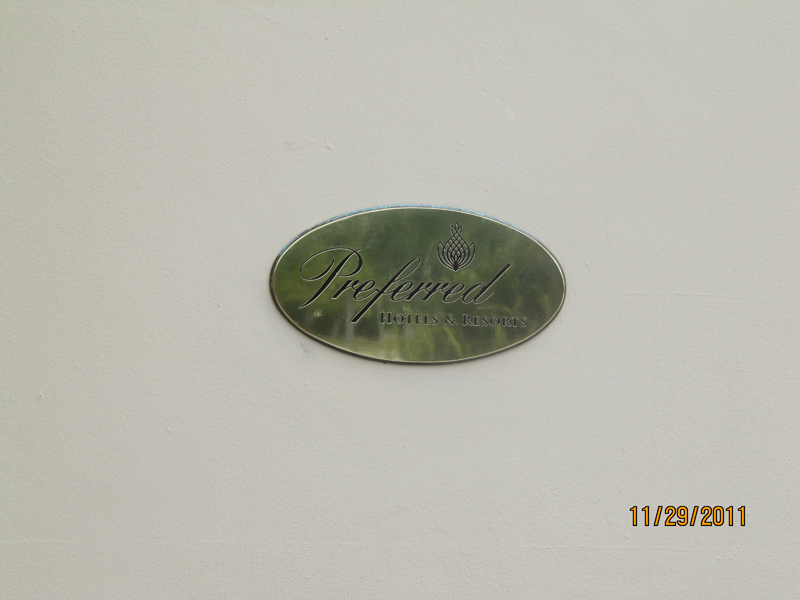 Preferred
HOTELS & RESORTS
11/29/2011